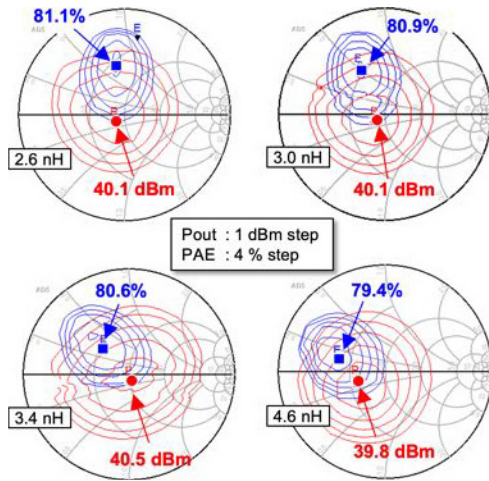 81.1%
E
2.6 nH
40.1 dBm
80.9%
E
P
3.0 nH
40.1 dBm
Pout : 1 dBm step
PAE : 4 % step
80.6%
E
P
3.4 nH
40.5 dBm
79.4%
E
P
4.6 nH
39.8 dBm